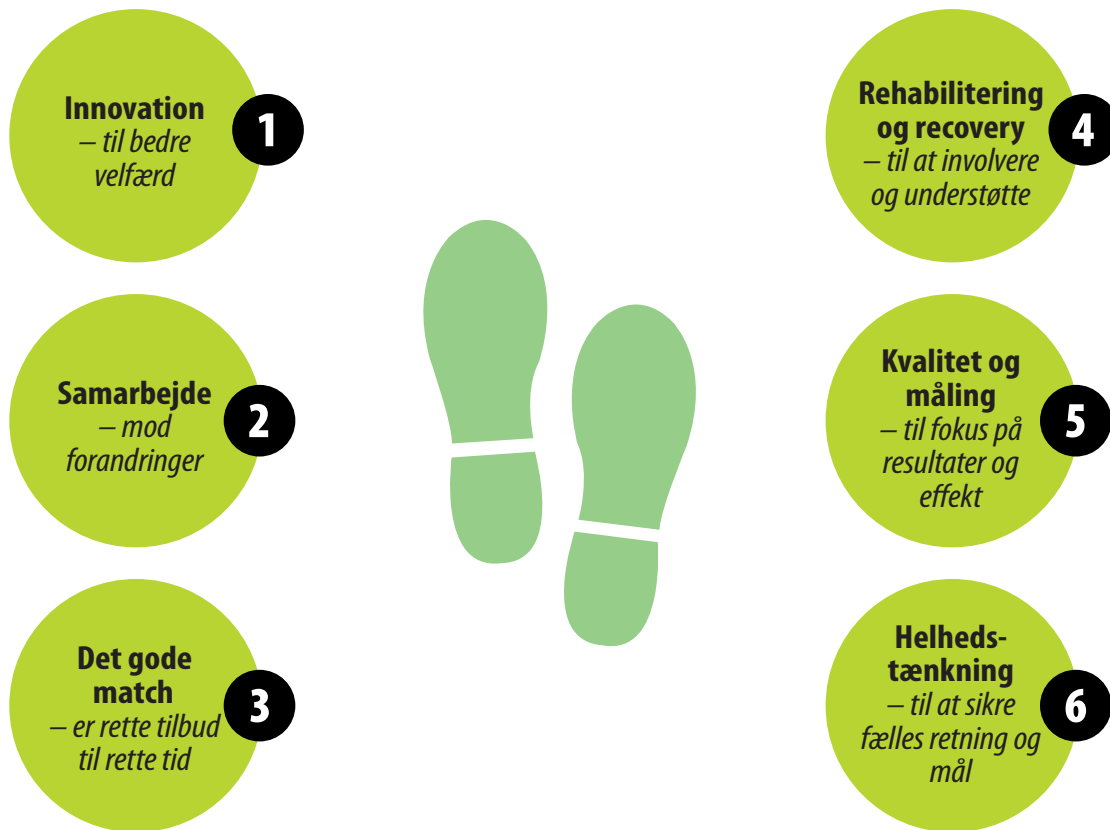 Innovation
– til bedre
velfærd
1
Samarbejde
– mod
forandringer
2
Det gode
match
– er rette tilbud
til rette tid
3
Rehabilitering
og recovery
– til at involvere
og understøtte
4
Kvalitet og
måling
– til fokus på
resultater og
effekt
5
Helheds-
tænkning
– til at sikre
fælles retning og
mål
6